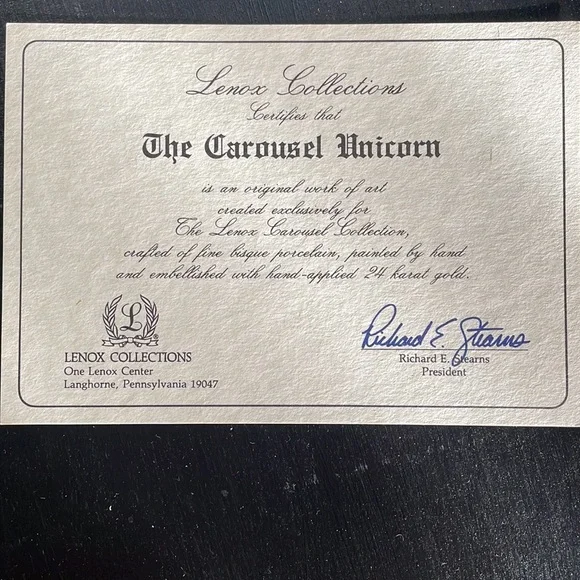 Lenox Collections
Certifies that
The Carousel Unicorn
is an original work of art
created exclusively for
The Lenox Carousel Collection,
crafted of fine bisque porcelain, painted by hand
and embellished with hand-applied 24 karat gold.
L
®
LENOX COLLECTIONS
One Lenox Center
Langhorne, Pennsylvania 19047
Richard E. Stearns
Richard E. Stearns
President